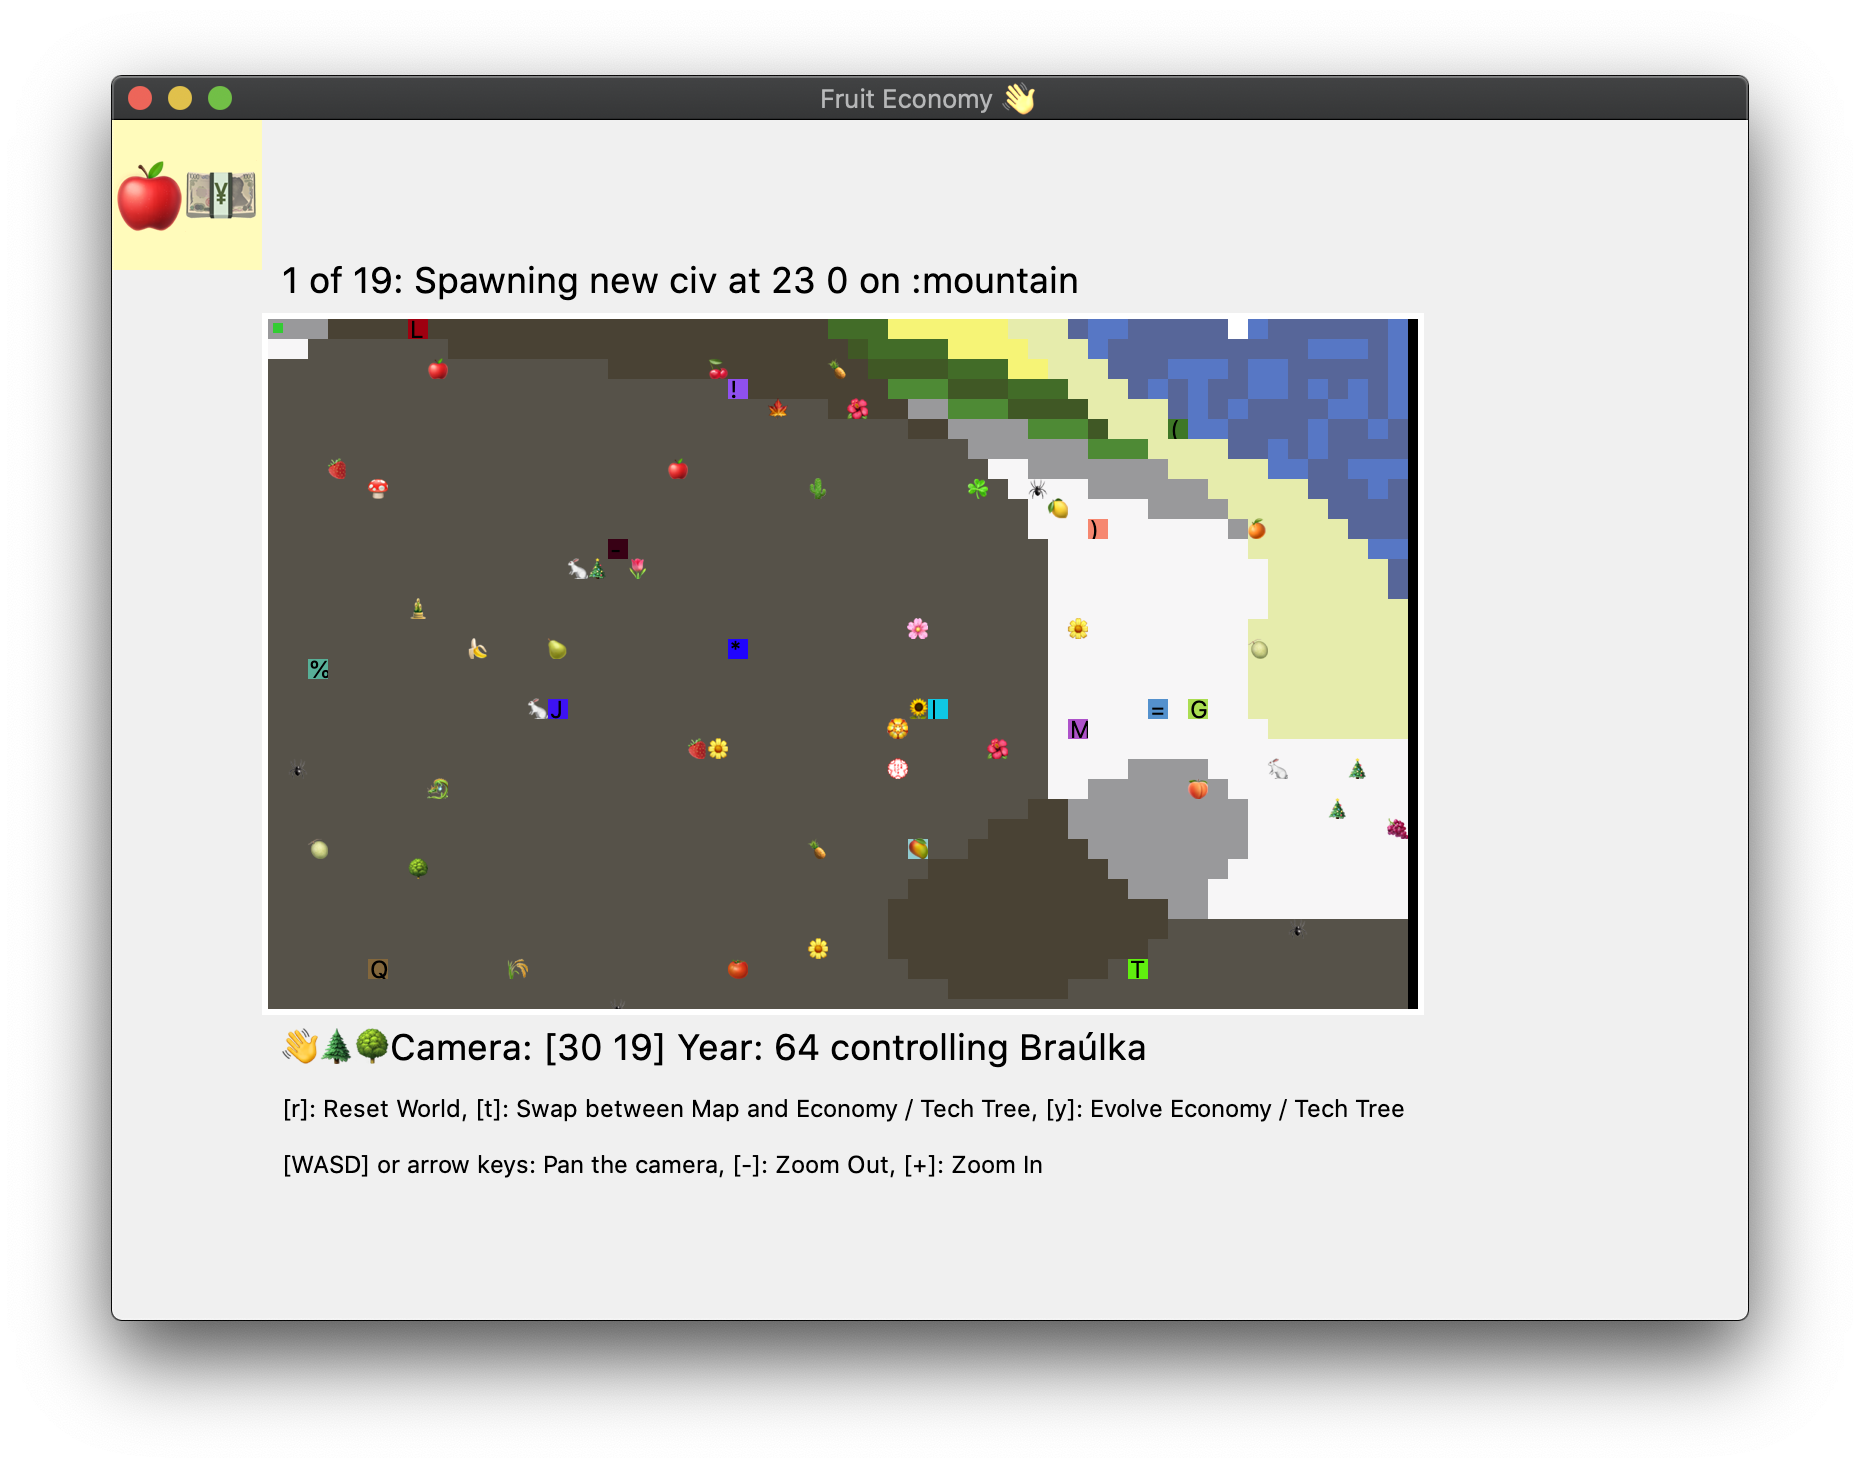 Fruit Economy 👋
1 of 19: Spawning new civ at 23 0 on :mountain
L
!
(
)
-
*
%
J
|
= G
M
Q
T
👋🌲🌳Camera: [30 19] Year: 64 controlling Braúlka
[r]: Reset World, [t]: Swap between Map and Economy / Tech Tree, [y]: Evolve Economy / Tech Tree
[WASD] or arrow keys: Pan the camera, [-]: Zoom Out, [+]: Zoom In